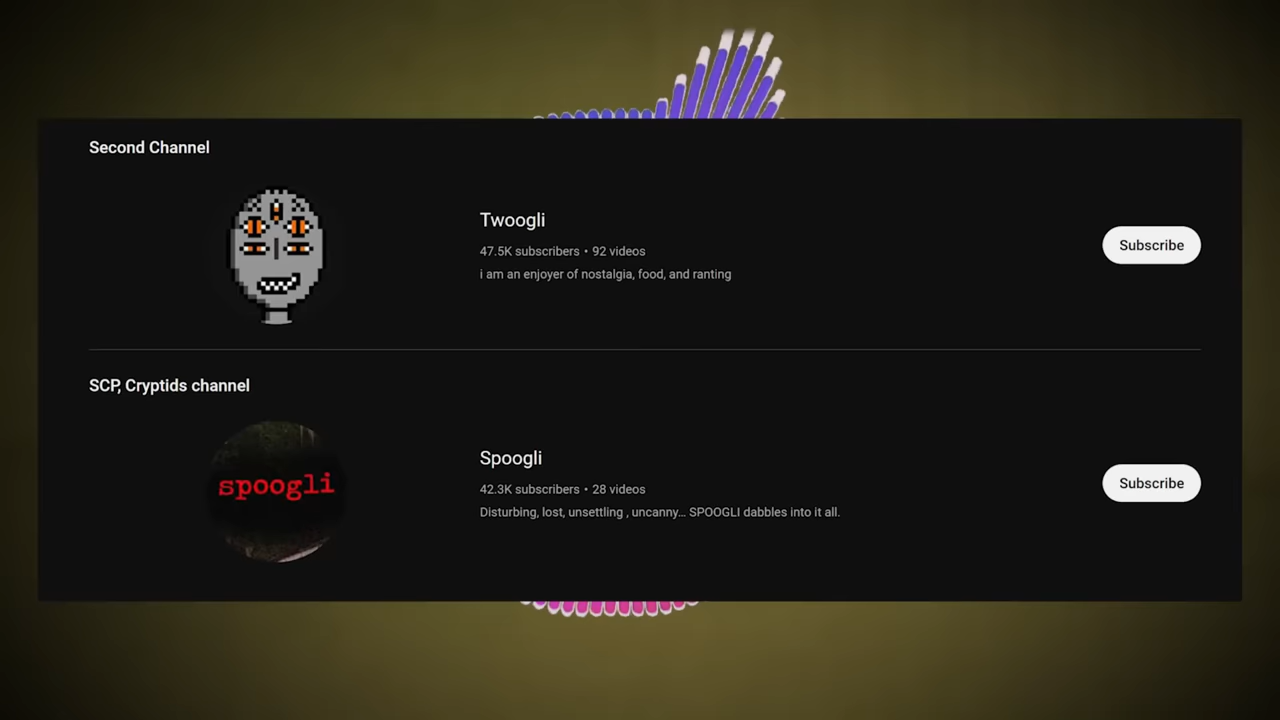 Second Channel
Twoogli
47.5K subscribers • 92 videos
i am an enjoyer of nostalgia, food, and ranting
Subscribe
SCP, Cryptids channel
spoogli
Spoogli
42.3K subscribers • 28 videos
Disturbing, lost, unsettling , uncanny... SPOOGLI dabbles into it all.
Subscribe